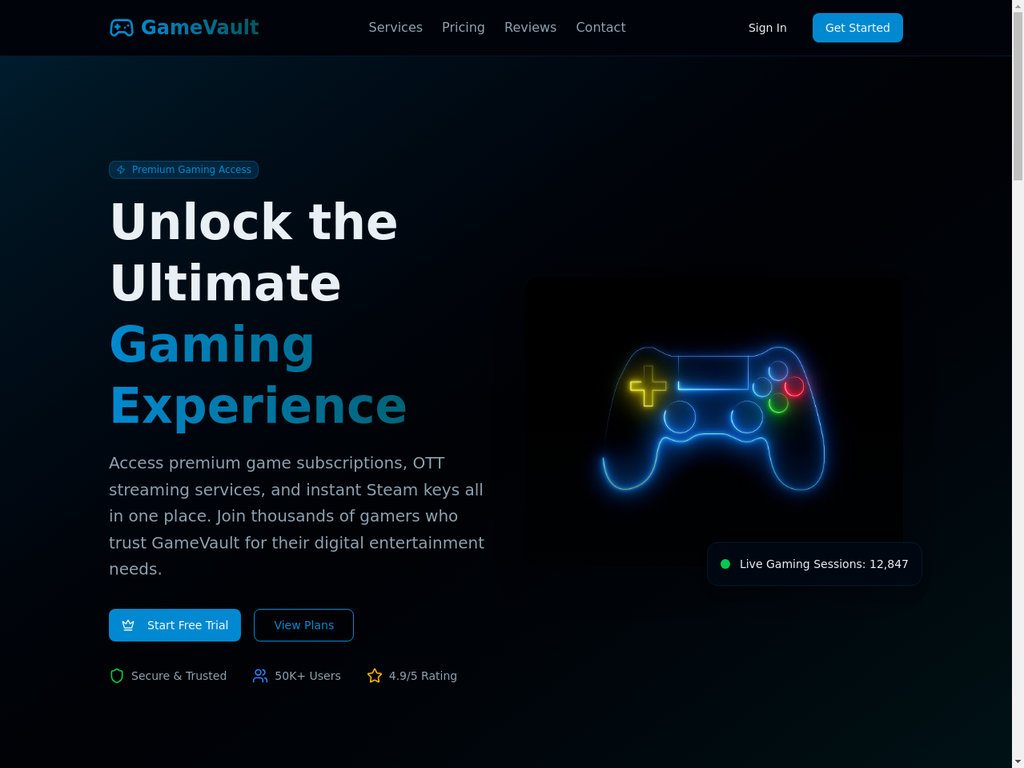 GameVault
Services
Pricing
Reviews
Contact
Sign In
Get Started
Premium Gaming Access
Unlock the
Ultimate
Gaming
Experience
Access premium game subscriptions, OTT
streaming services, and instant Steam keys all
in one place. Join thousands of gamers who
trust GameVault for their digital entertainment
needs.
Start Free Trial
View Plans
Secure & Trusted
50K+ Users
4.9/5 Rating
Live Gaming Sessions: 12,847